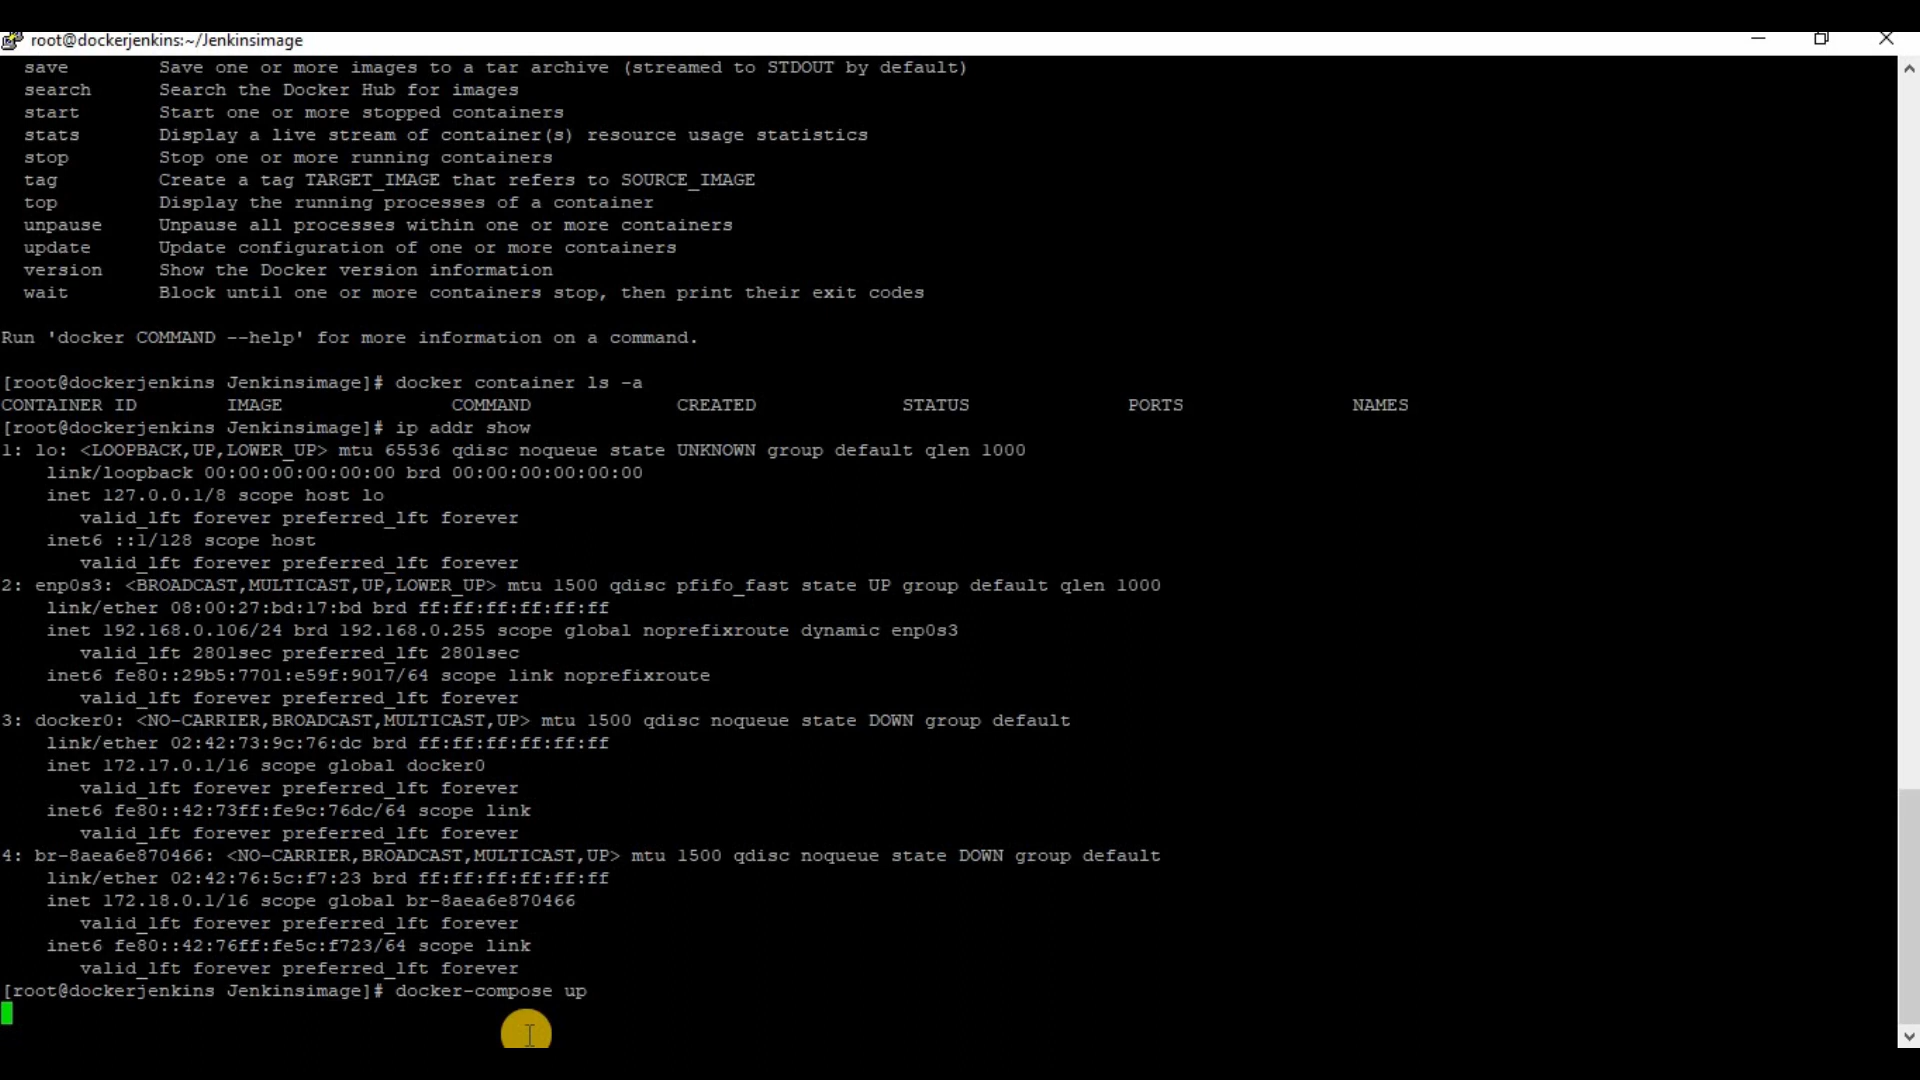 root@dockerjenkins:~/Jenkinsimage
save Save one or more images to a tar archive (streamed to STDOUT by default)
search Search the Docker Hub for images
start Start one or more stopped containers
stats Display a live stream of container(s) resource usage statistics
stop Stop one or more running containers
tag Create a tag TARGET_IMAGE that refers to SOURCE_IMAGE
top Display the running processes of a container
unpause Unpause all processes within one or more containers
update Update configuration of one or more containers
version Show the Docker version information
wait Block until one or more containers stop, then print their exit codes
Run 'docker COMMAND --help' for more information on a command.
[root@dockerjenkins Jenkinsimage]# docker container ls -a
CONTAINER ID IMAGE COMMAND CREATED STATUS PORTS NAMES
[root@dockerjenkins Jenkinsimage]# ip addr show
1: lo: <LOOPBACK,UP,LOWER_UP> mtu 65536 qdisc noqueue state UNKNOWN group default qlen 1000
link/loopback 00:00:00:00:00:00 brd 00:00:00:00:00:00
inet 127.0.0.1/8 scope host lo
valid_lft forever preferred_lft forever
inet6 ::1/128 scope host
valid_lft forever preferred_lft forever
2: enp0s3: <BROADCAST,MULTICAST,UP,LOWER_UP> mtu 1500 qdisc pfifo_fast state UP group default qlen 1000
link/ether 08:00:27:bd:17:bd brd ff:ff:ff:ff:ff:ff
inet 192.168.0.106/24 brd 192.168.0.255 scope global noprefixroute dynamic enp0s3
valid_lft 2801sec preferred_lft 2801sec
inet6 fe80::29b5:7701:e59f:9017/64 scope link noprefixroute
valid_lft forever preferred_lft forever
3: docker0: <NO-CARRIER,BROADCAST,MULTICAST,UP> mtu 1500 qdisc noqueue state DOWN group default
link/ether 02:42:73:9c:76:dc brd ff:ff:ff:ff:ff:ff
inet 172.17.0.1/16 scope global docker0
valid_lft forever preferred_lft forever
inet6 fe80::42:73ff:fe9c:76dc/64 scope link
valid_lft forever preferred_lft forever
4: br-8aea6e870466: <NO-CARRIER,BROADCAST,MULTICAST,UP> mtu 1500 qdisc noqueue state DOWN group default
link/ether 02:42:76:5c:f7:23 brd ff:ff:ff:ff:ff:ff
inet 172.18.0.1/16 scope global br-8aea6e870466
valid_lft forever preferred_lft forever
inet6 fe80::42:76ff:fe5c:f723/64 scope link
valid_lft forever preferred_lft forever
[root@dockerjenkins Jenkinsimage]# docker-compose up